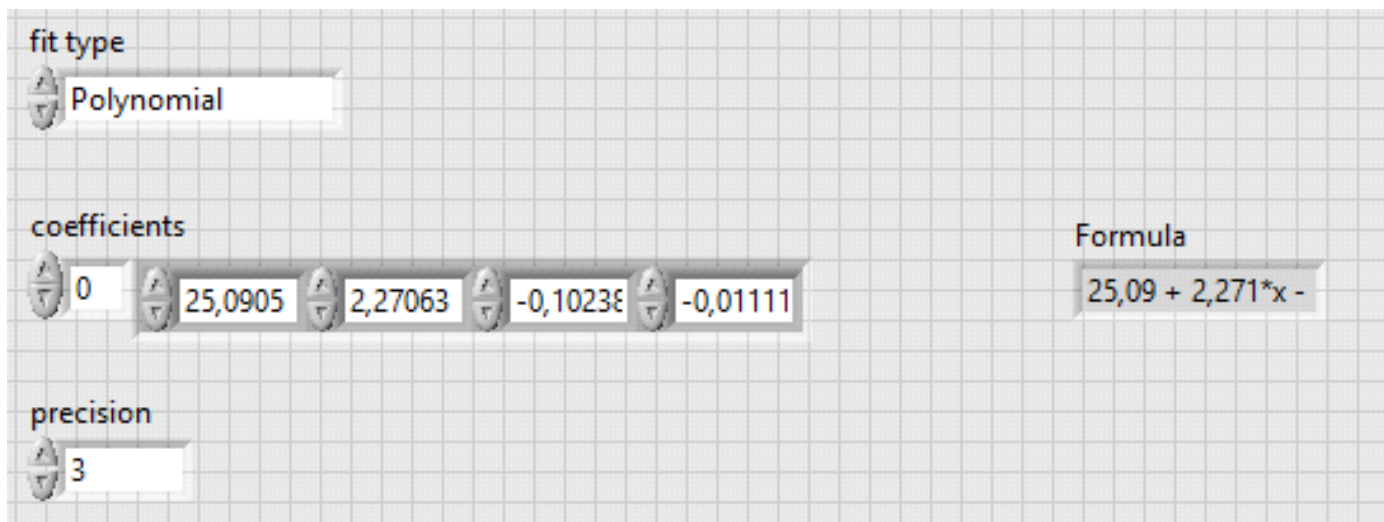 fit type
Polynomial
coefficients
0 25,0905 2,27063 -0,10238 -0,01111
Formula
25,09 + 2,271*x -
precision
3